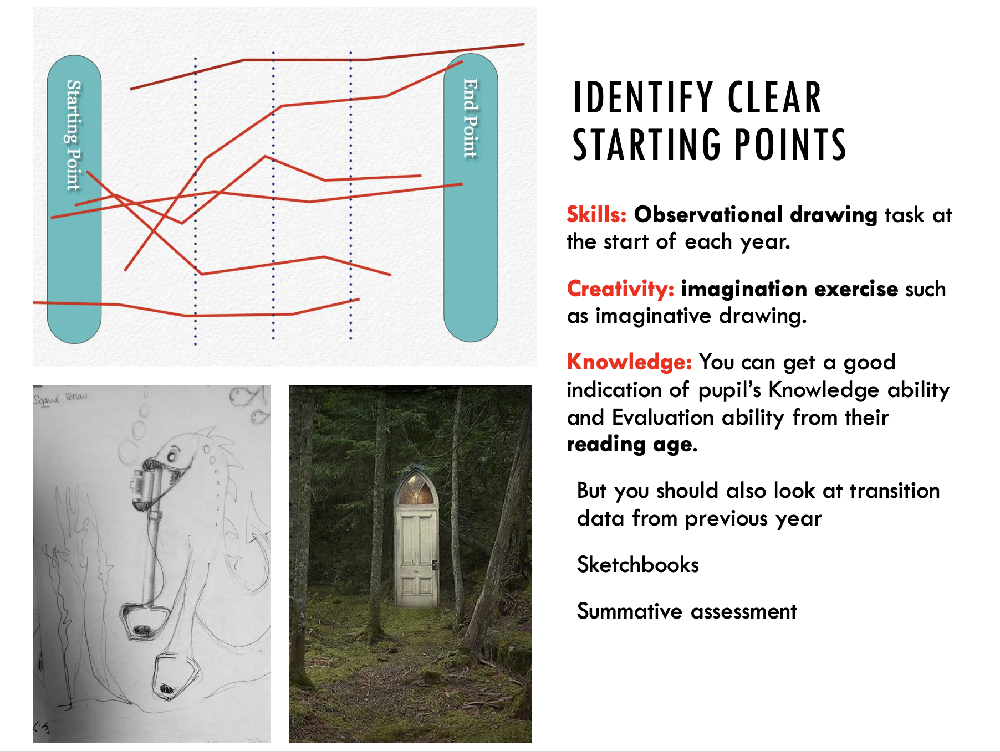 Starting Point
End Point
IDENTIFY CLEAR
STARTING POINTS
Skills: Observational drawing task at
the start of each year.
Creativity: imagination exercise such
as imaginative drawing.
Knowledge: You can get a good
indication of pupil’s Knowledge ability
and Evaluation ability from their
reading age.
But you should also look at transition
data from previous year
Sketchbooks
Summative assessment
Sophie